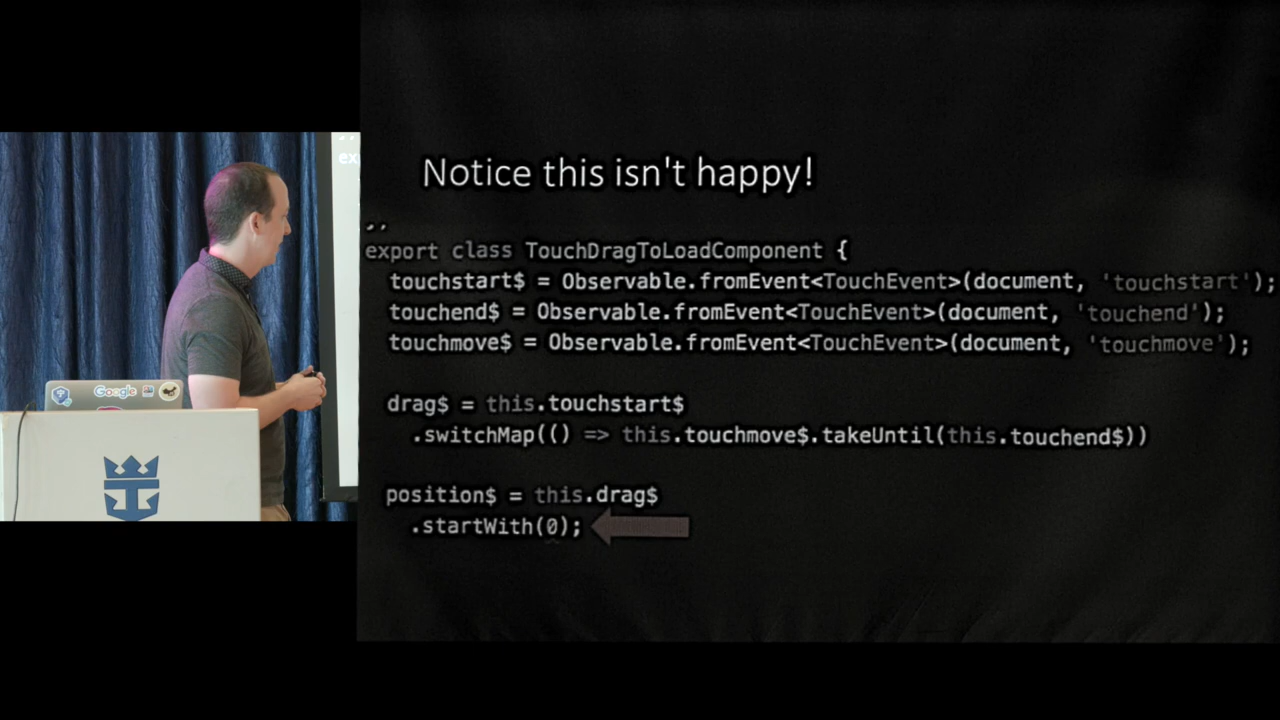 Notice this isn't happy!
export class TouchDragToLoadComponent {
touchstart$ = Observable.fromEvent<TouchEvent>(document, 'touchstart');
touchend$ = Observable.fromEvent<TouchEvent>(document, 'touchend');
touchmove$ = Observable.fromEvent<TouchEvent>(document, 'touchmove');
drag$ = this.touchstart$
.switchMap(() => this.touchmove$.takeUntil(this.touchend$))
position$ = this.drag$
.startWith(0);
Google